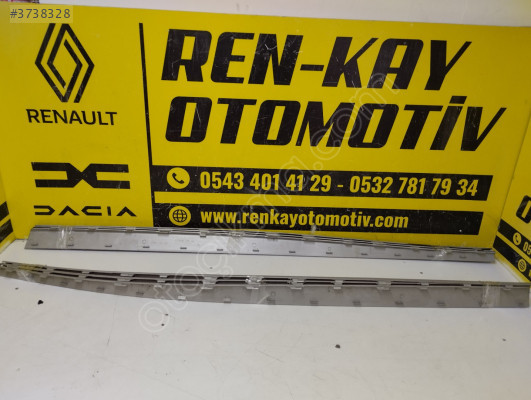 #3738328
REN-KAY
OTOMOTİV
RENAULT
DACIA
0543 401 41 29 - 0532 781 79 34
www.renkayotomotiv.com